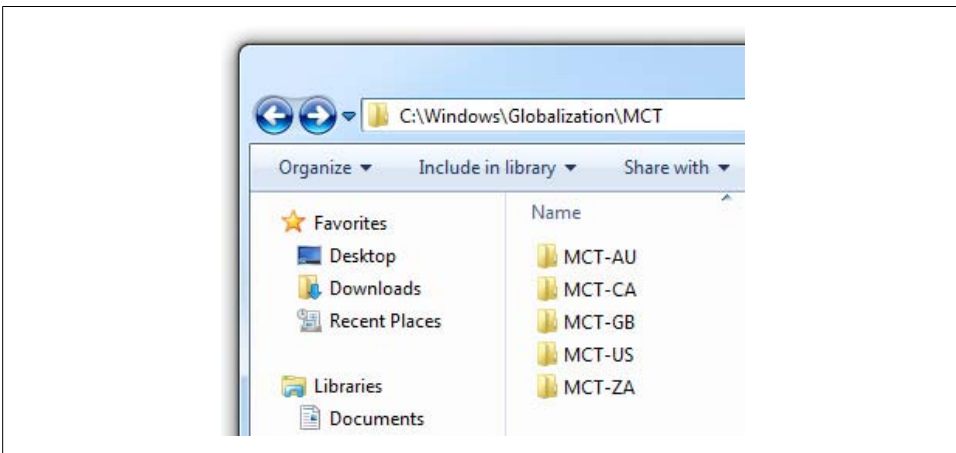 C:\Windows\Globalization\MCT
Organize Include in library Share with
Favorites
Desktop
Downloads
Recent Places
Libraries
Documents
Name
MCT-AU
MCT-CA
MCT-GB
MCT-US
MCT-ZA